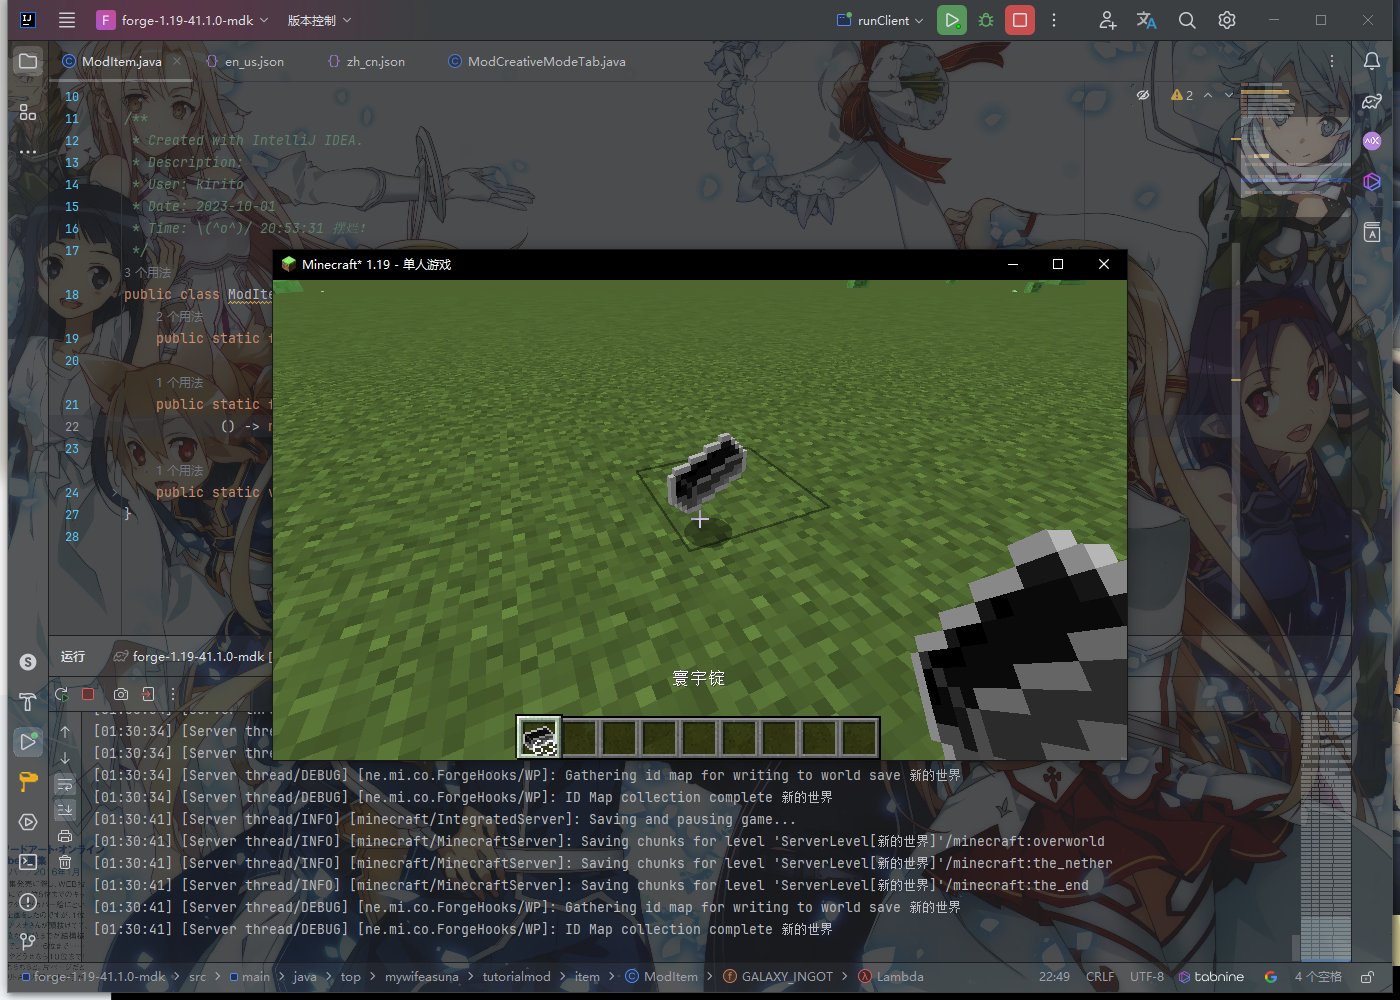 F forge-1.19-41.1.0-mdk 版本控制 runClient
ModItem.java en_us.json zh_cn.json ModCreativeModeTab.java
2
10
11 /**
12 * Created with IntelliJ IDEA.
13 * Description:
14 * User: Kirito
15 * Date: 2023-10-01
16 * Time: \(^o^)/ 20:53:31 摆烂!
17 */
3 个用法
18 public class ModIte
2 个用法
19 public static f
20
1 个用法
21 public static f
22 () -> n
23
1 个用法
24 public static v
27 }
28
Minecraft* 1.19 - 单人游戏
寰宇锭
运行 forge-1.19-41.1.0-mdk [
[01:30:34] [Server thre
[01:30:34] [Server thre
[01:30:34] [Server thread/DEBUG] [ne.mi.co.ForgeHooks/WP]: Gathering id map for writing to world save 新的世界
[01:30:34] [Server thread/DEBUG] [ne.mi.co.ForgeHooks/WP]: ID Map collection complete 新的世界
[01:30:41] [Server thread/INFO] [minecraft/IntegratedServer]: Saving and pausing game...
[01:30:41] [Server thread/INFO] [minecraft/MinecraftServer]: Saving chunks for level 'ServerLevel[新的世界]'/minecraft:overworld
[01:30:41] [Server thread/INFO] [minecraft/MinecraftServer]: Saving chunks for level 'ServerLevel[新的世界]'/minecraft:the_nether
[01:30:41] [Server thread/INFO] [minecraft/MinecraftServer]: Saving chunks for level 'ServerLevel[新的世界]'/minecraft:the_end
[01:30:41] [Server thread/DEBUG] [ne.mi.co.ForgeHooks/WP]: Gathering id map for writing to world save 新的世界
[01:30:41] [Server thread/DEBUG] [ne.mi.co.ForgeHooks/WP]: ID Map collection complete 新的世界
forge-1.19-41.1.0-mdk > src > main > java > top > mywifeasuna > tutorialmod > item > ModItem > GALAXY_INGOT > Lambda 22:49 CRLF UTF-8 tabnine 4 个空格